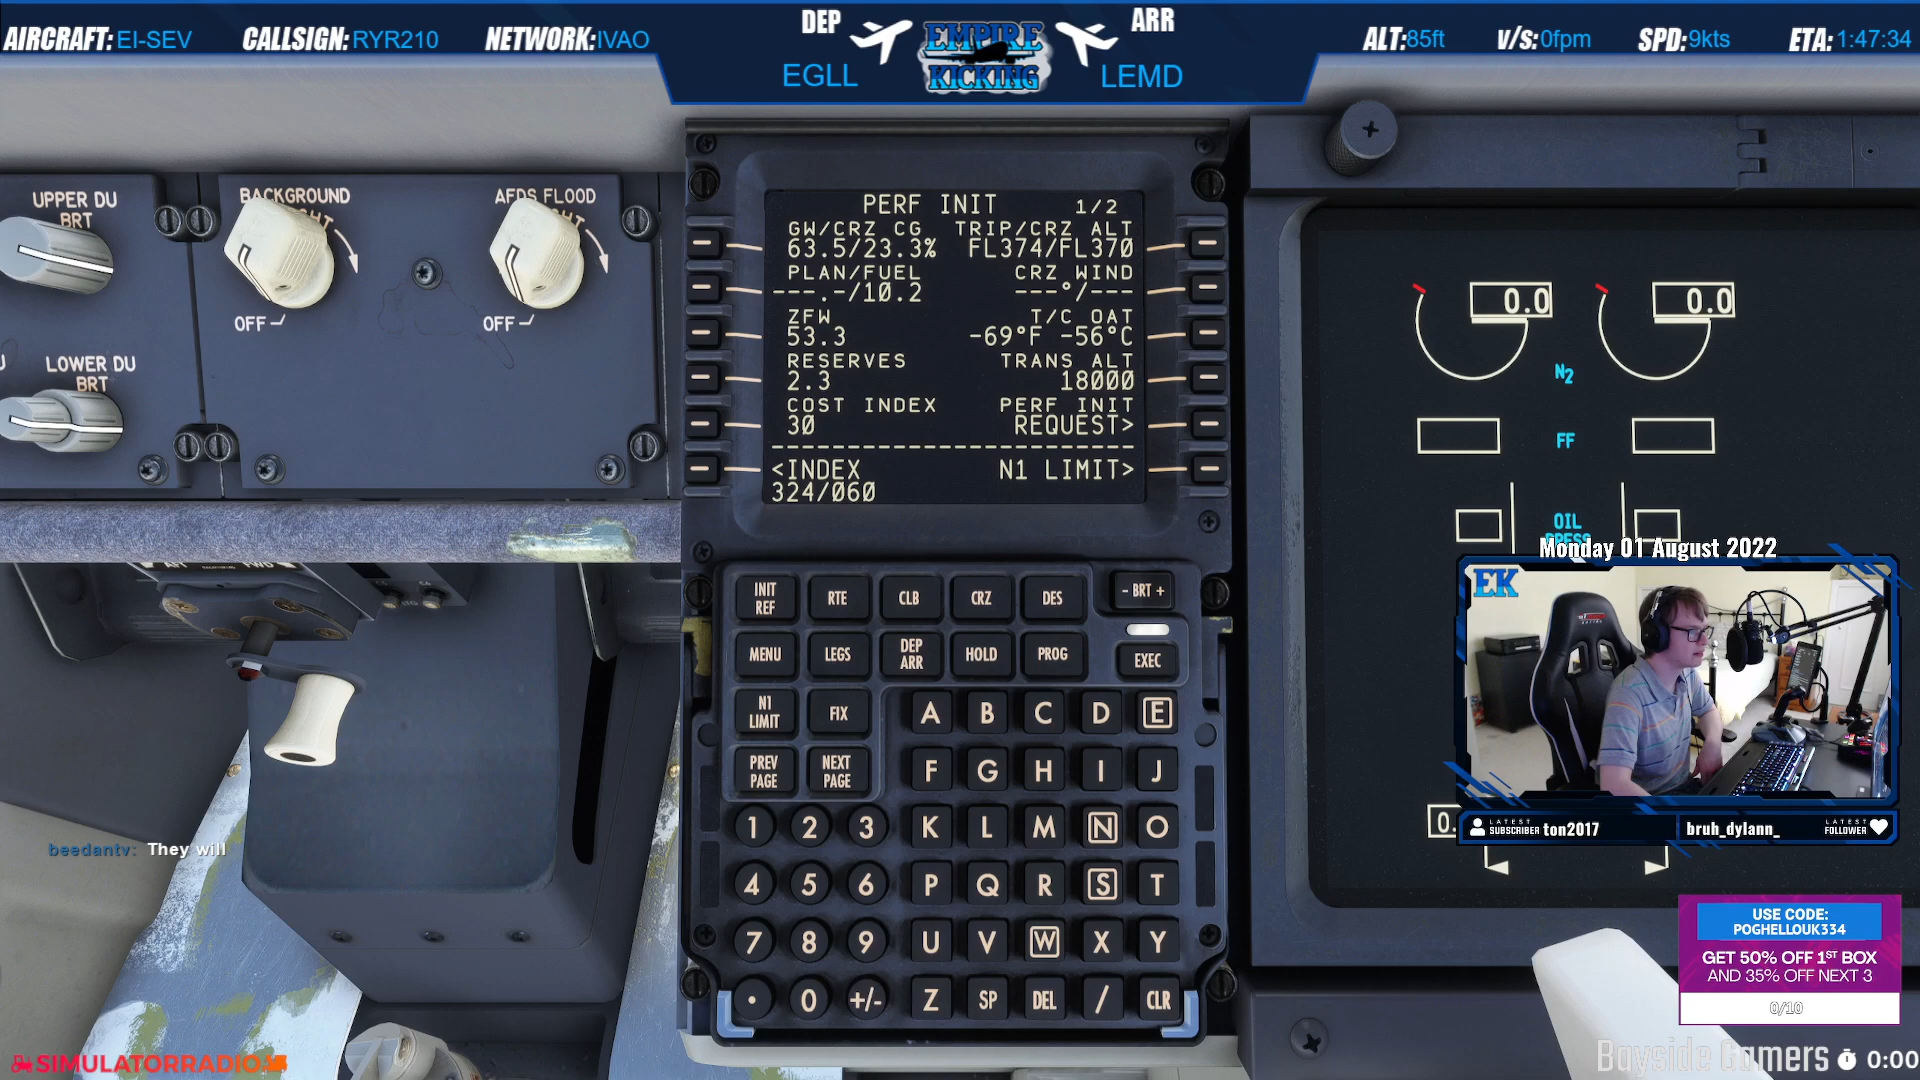 AIRCRAFT: EI-SEV
CALLSIGN: RYR210
NETWORK: IVAO
DEP
EGLL
EMPIRE
KICKING
ARR
LEMD
ALT: 85ft
V/S: 0fpm
SPD: 9kts
ETA: 1:47:34
UPPER DU
BRT
BACKGROUND
OFF
AFDS FLOOD
OFF
LOWER DU
BRT
PERF INIT 1/2
GW/CRZ CG TRIP/CRZ ALT
63.5/23.3% FL374/FL370
PLAN/FUEL CRZ WIND
---.-/10.2 ---°/---
ZFW T/C OAT
53.3 -69°F -56°C
RESERVES TRANS ALT
2.3 18000
COST INDEX PERF INIT
30 REQUEST>
<INDEX N1 LIMIT>
324/060
INIT REF
RTE
CLB
CRZ
DES
- BRT +
MENU
LEGS
DEP ARR
HOLD
PROG
EXEC
N1 LIMIT
FIX
A B C D E
PREV PAGE
NEXT PAGE
F G H I J
1 2 3 K L M N O
4 5 6 P Q R S T
7 8 9 U V W X Y
. 0 +/- Z SP DEL / CLR
0.0 0.0
N2
FF
OIL
PRESS
0.
Monday 01 August 2022
EK
LATEST SUBSCRIBER ton2017
bruh_dylann_ LATEST FOLLOWER
beedantv: They will
USE CODE:
POGHELLOUK334
GET 50% OFF 1ST BOX
AND 35% OFF NEXT 3
0/10
SIMULATORRADIO
Bayside Gamers 0:00